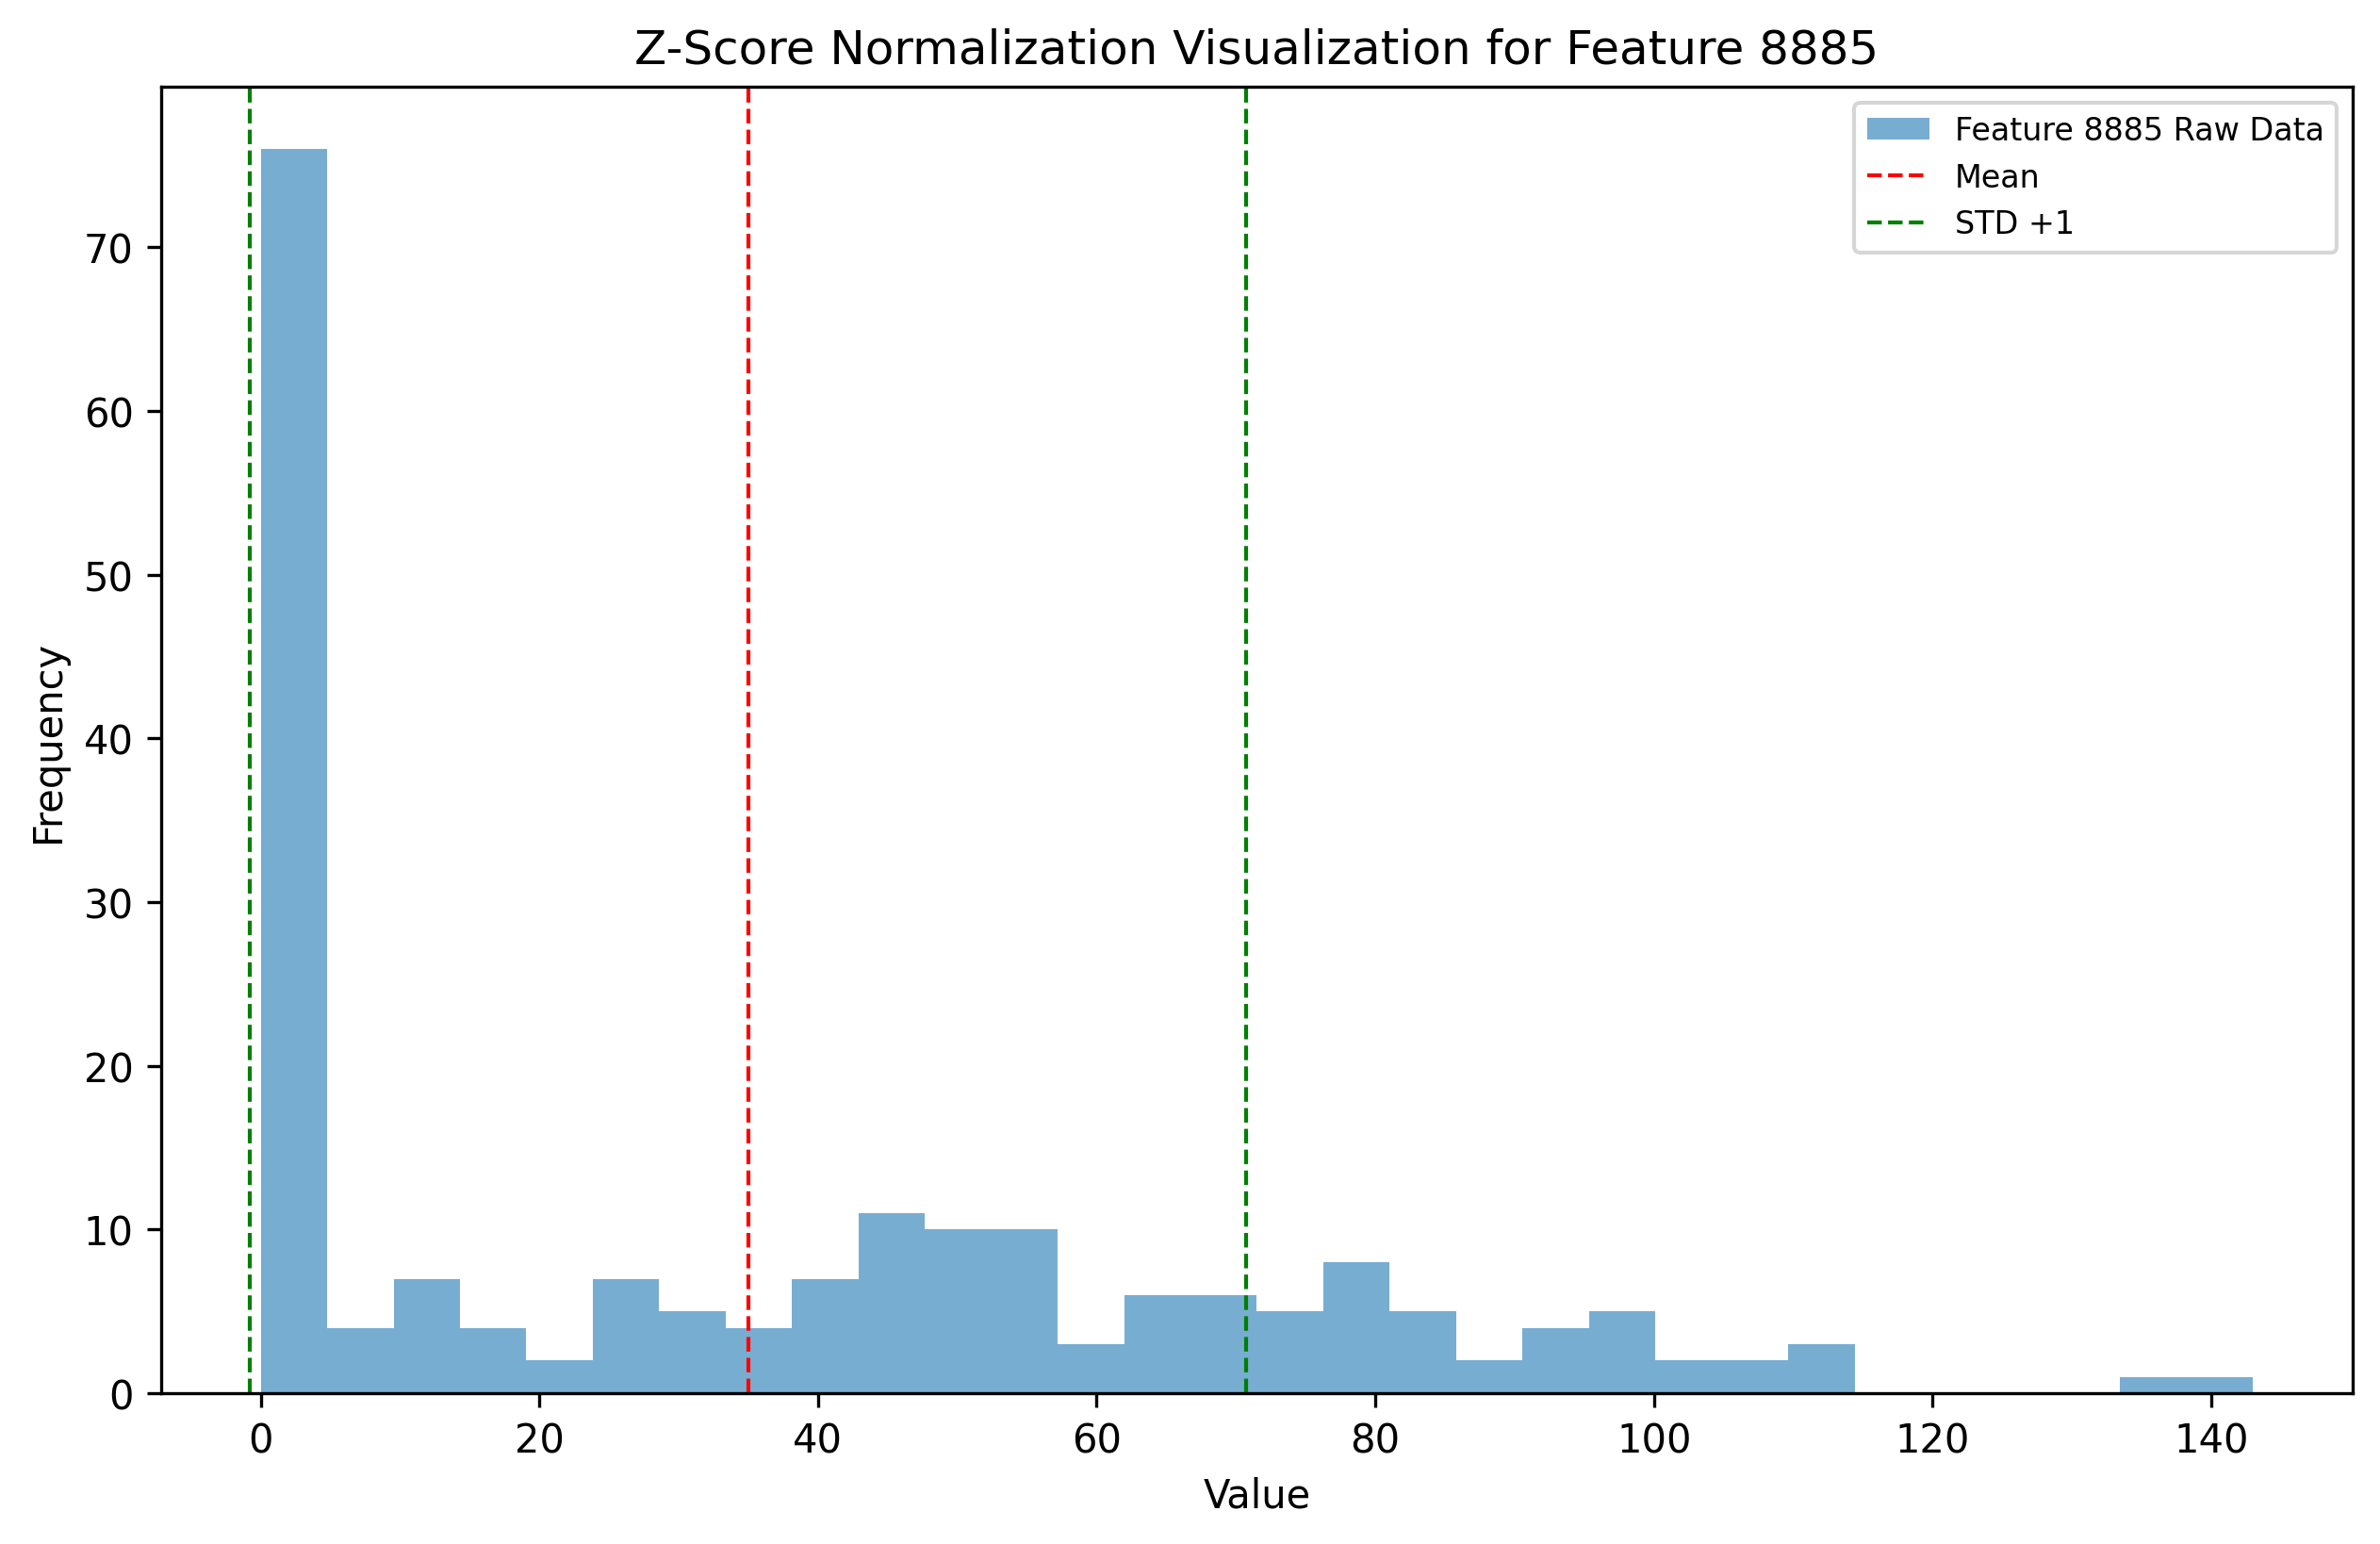 Z-Score Normalization Visualization for Feature 8885
Feature 8885 Raw Data
Mean
STD +1
Frequency
70
60
50
40
30
20
10
0
0 20 40 60 80 100 120 140
Value